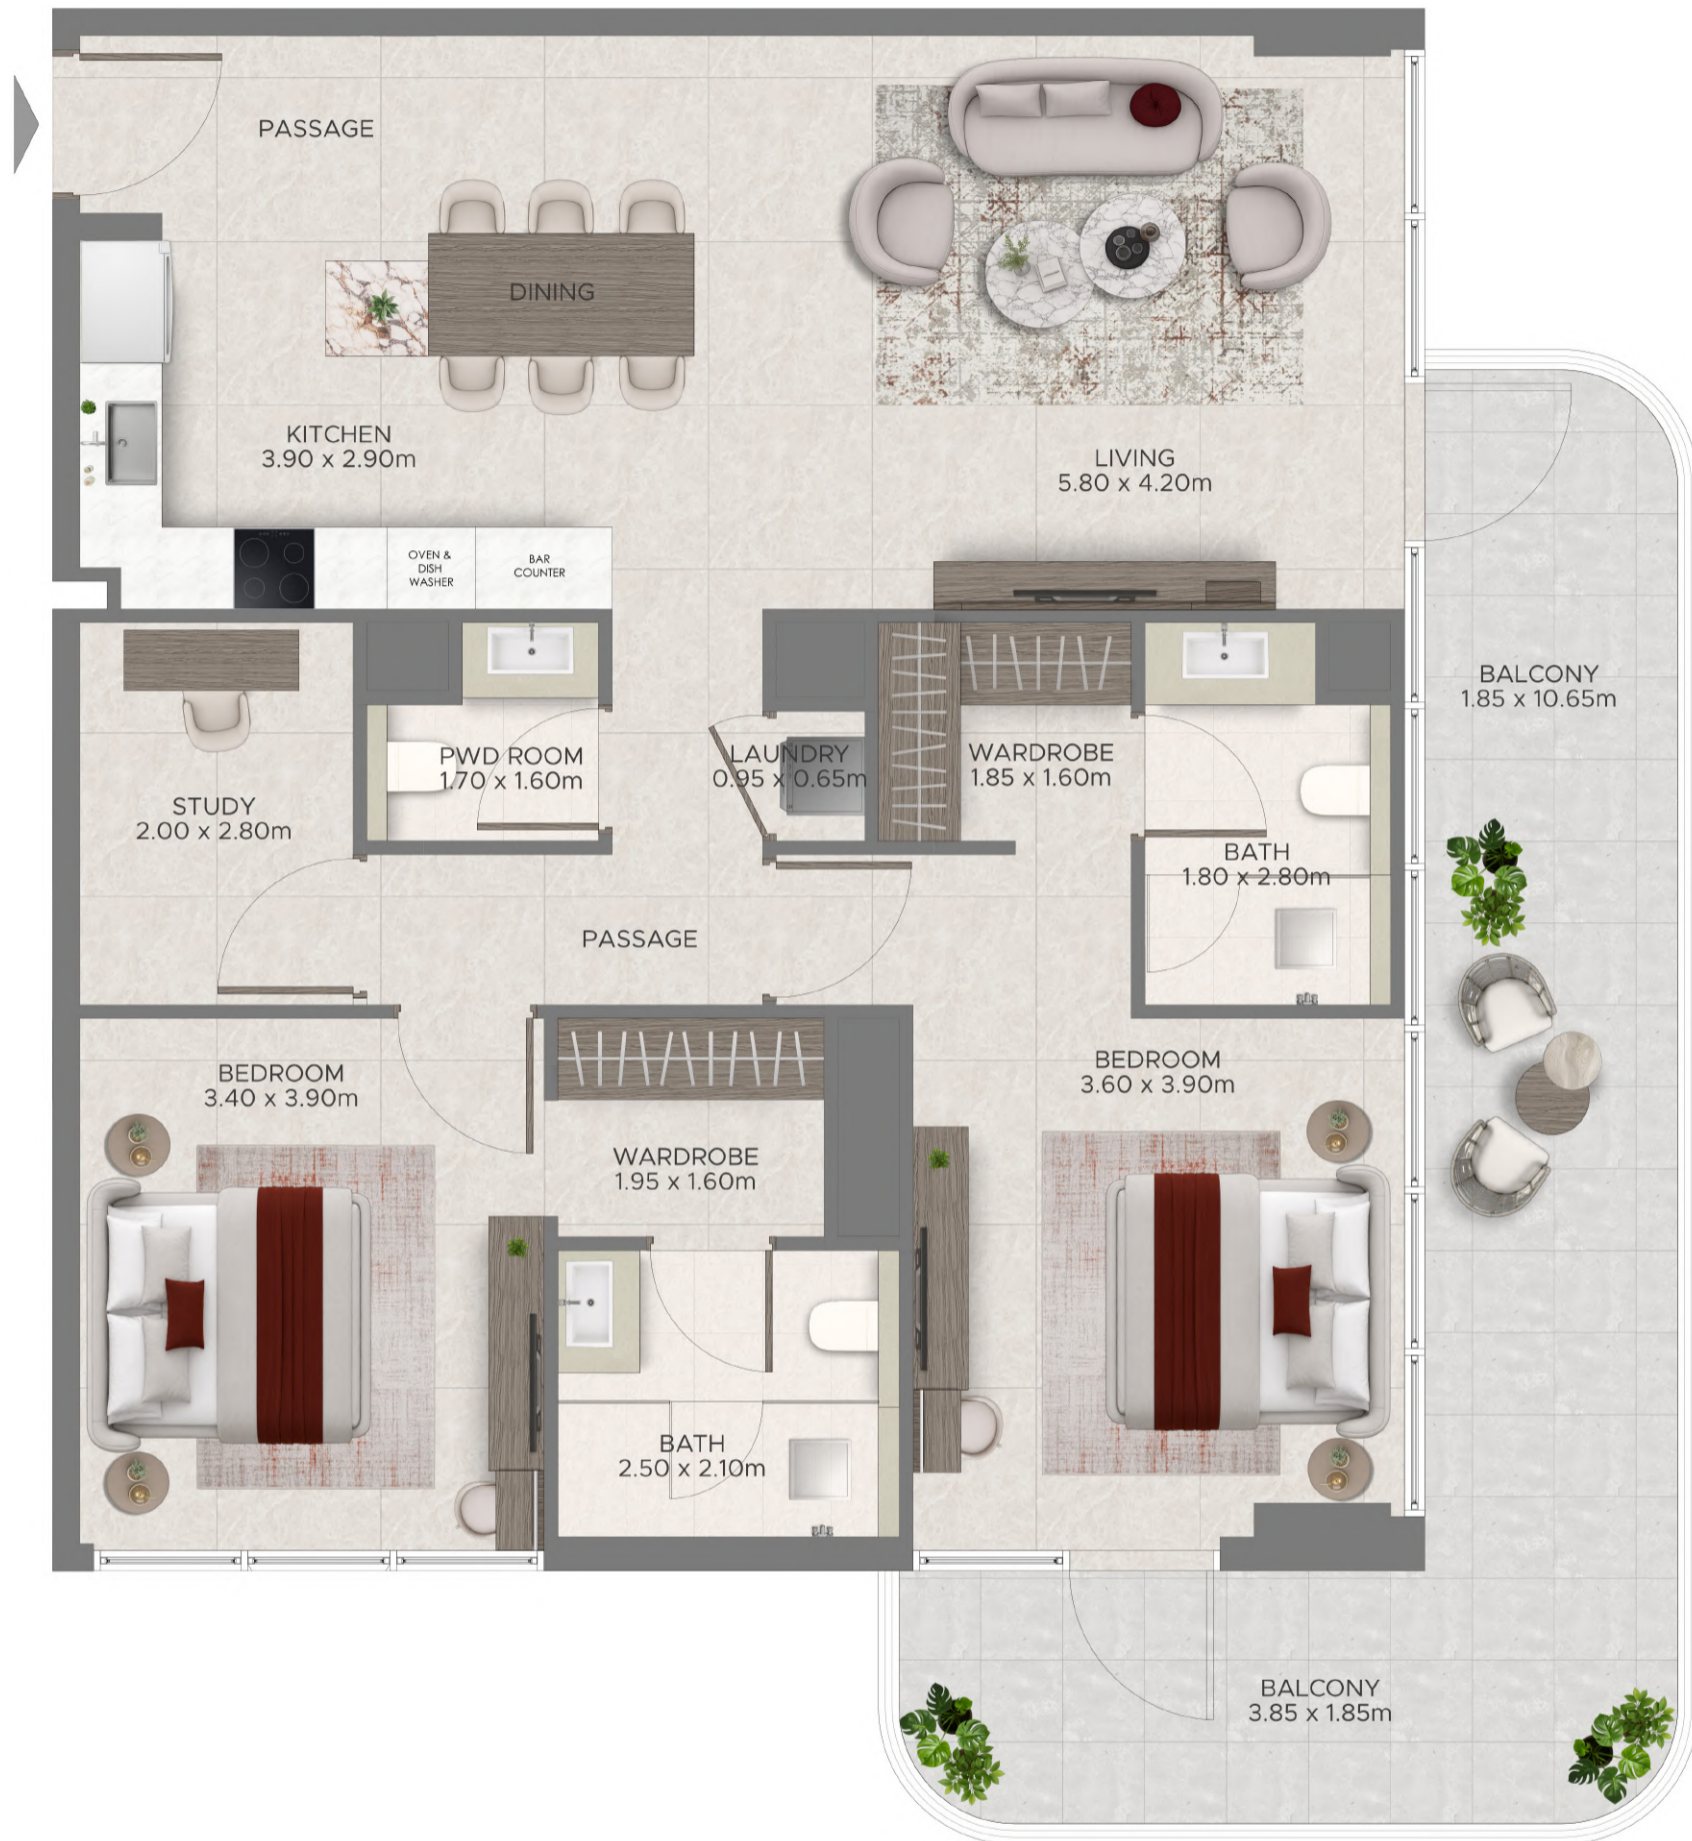 PASSAGE
DINING
KITCHEN
3.90 x 2.90m
LIVING
5.80 x 4.20m
OVEN &
DISH
WASHER
BAR
COUNTER
BALCONY
1.85 x 10.65m
PWD ROOM
1.70 x 1.60m
LAUNDRY
0.95 x 0.65m
WARDROBE
1.85 x 1.60m
STUDY
2.00 x 2.80m
BATH
1.80 x 2.80m
PASSAGE
BEDROOM
3.40 x 3.90m
BEDROOM
3.60 x 3.90m
WARDROBE
1.95 x 1.60m
BATH
2.50 x 2.10m
BALCONY
3.85 x 1.85m